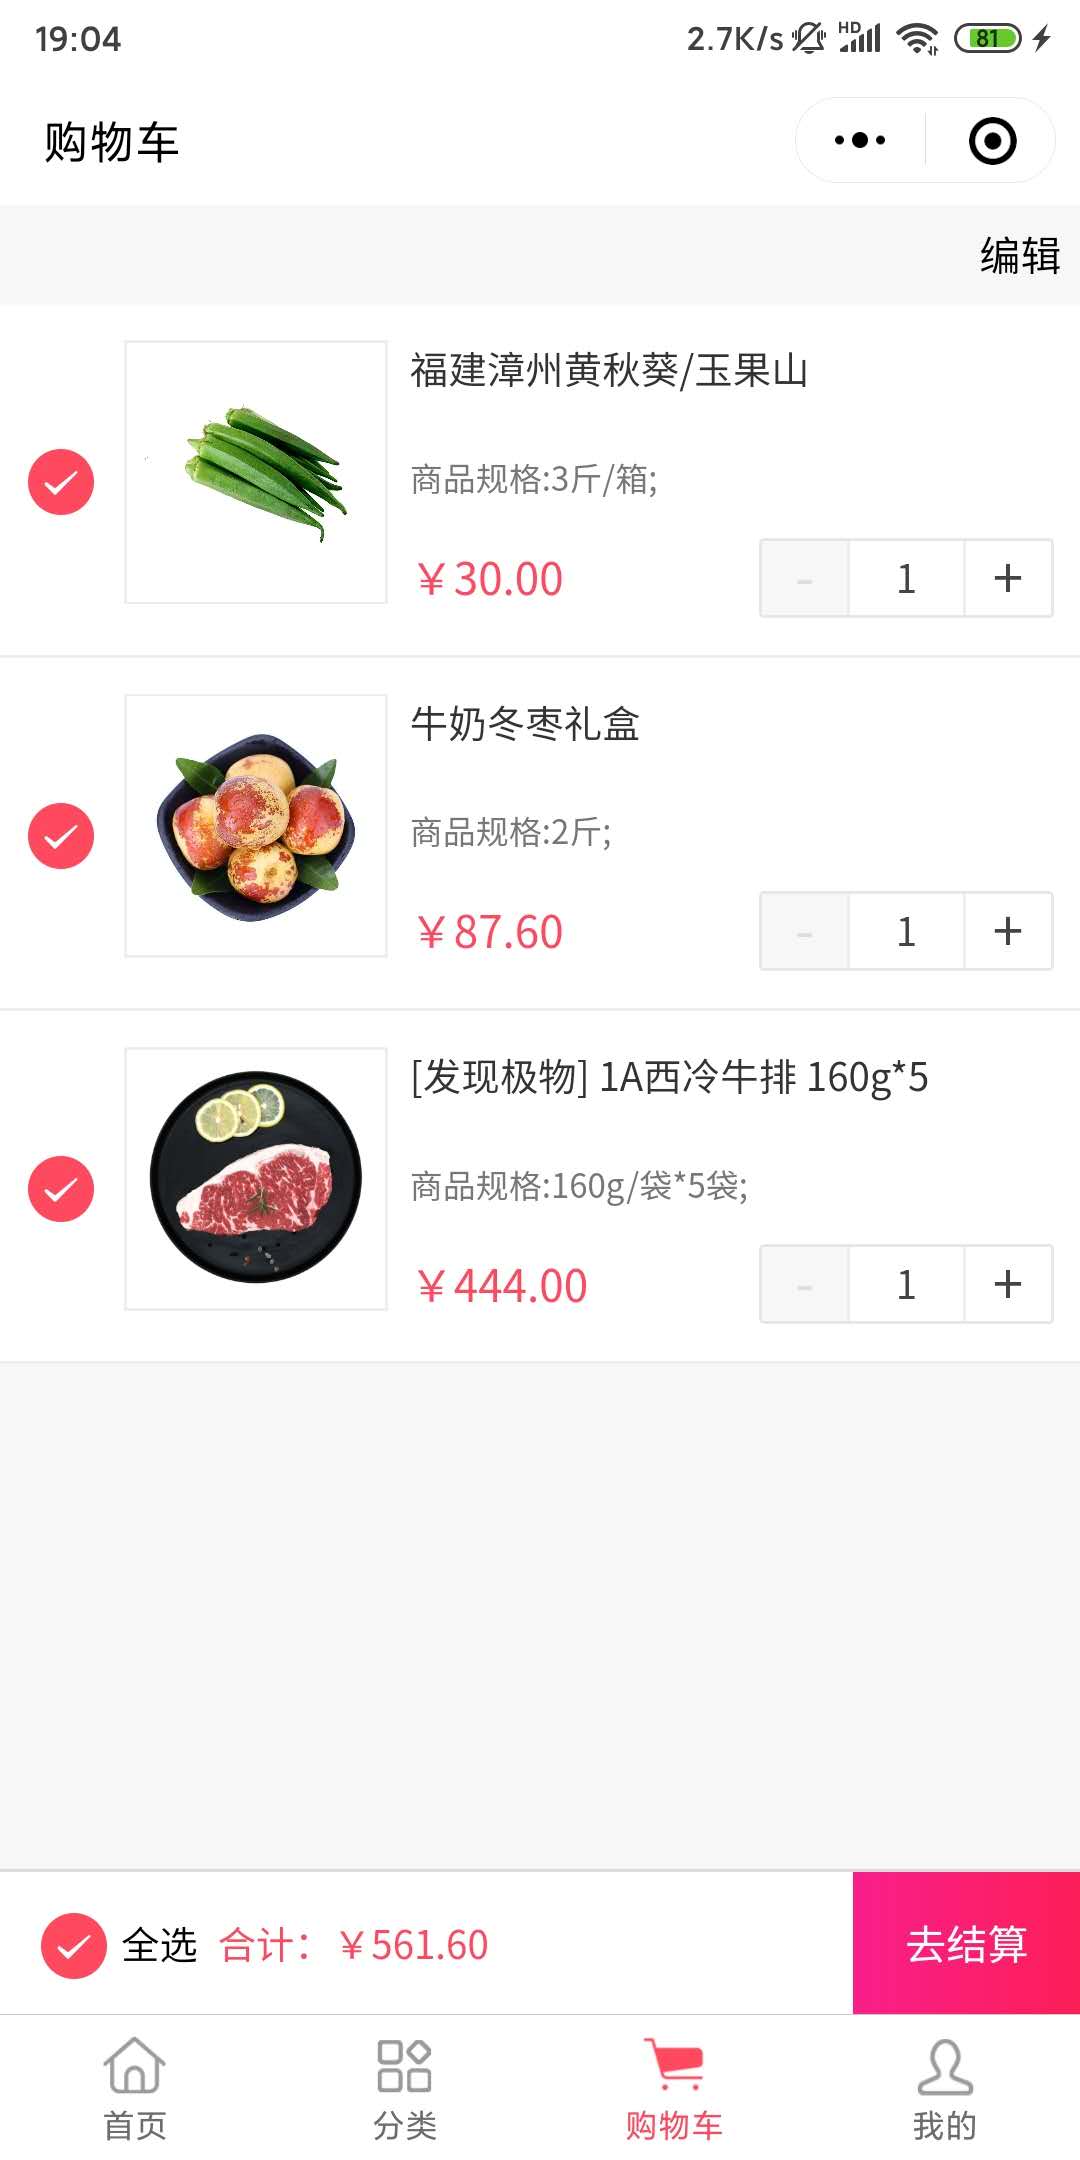 19:04 2.7K/s HD 81
购物车
编辑
福建漳州黄秋葵/玉果山
商品规格:3斤/箱;
￥30.00 - 1 +
牛奶冬枣礼盒
商品规格:2斤;
￥87.60 - 1 +
[发现极物] 1A西冷牛排 160g*5
商品规格:160g/袋*5袋;
￥444.00 - 1 +
全选 合计：￥561.60 去结算
首页 分类 购物车 我的